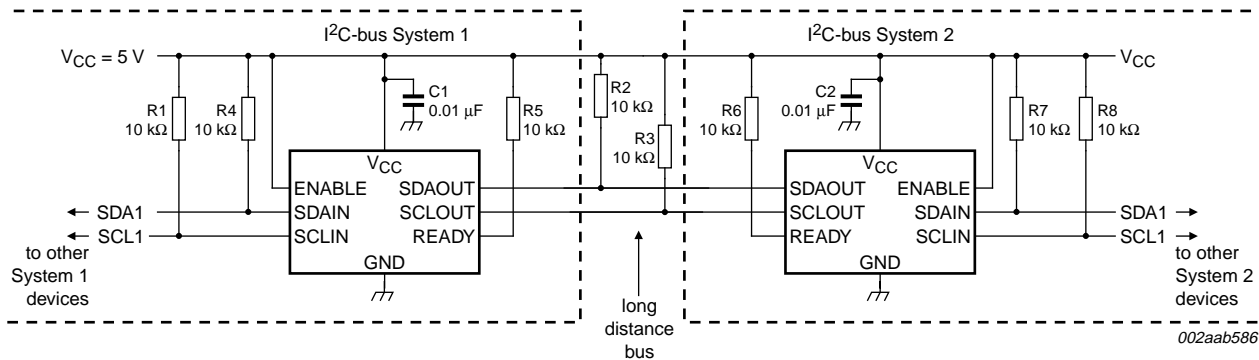 I²C-bus System 1
I²C-bus System 2
VCC = 5 V
VCC
R1
10 kΩ
R4
10 kΩ
C1
0.01 μF
R5
10 kΩ
R2
10 kΩ
R3
10 kΩ
R6
10 kΩ
C2
0.01 μF
R7
10 kΩ
R8
10 kΩ
VCC
ENABLE
SDAOUT
SDAIN
SCLOUT
SCLIN
READY
GND
VCC
SDAOUT
ENABLE
SCLOUT
SDAIN
READY
SCLIN
GND
SDA1
SCL1
to other
System 1
devices
long
distance
bus
SDA1
SCL1
to other
System 2
devices
002aab586